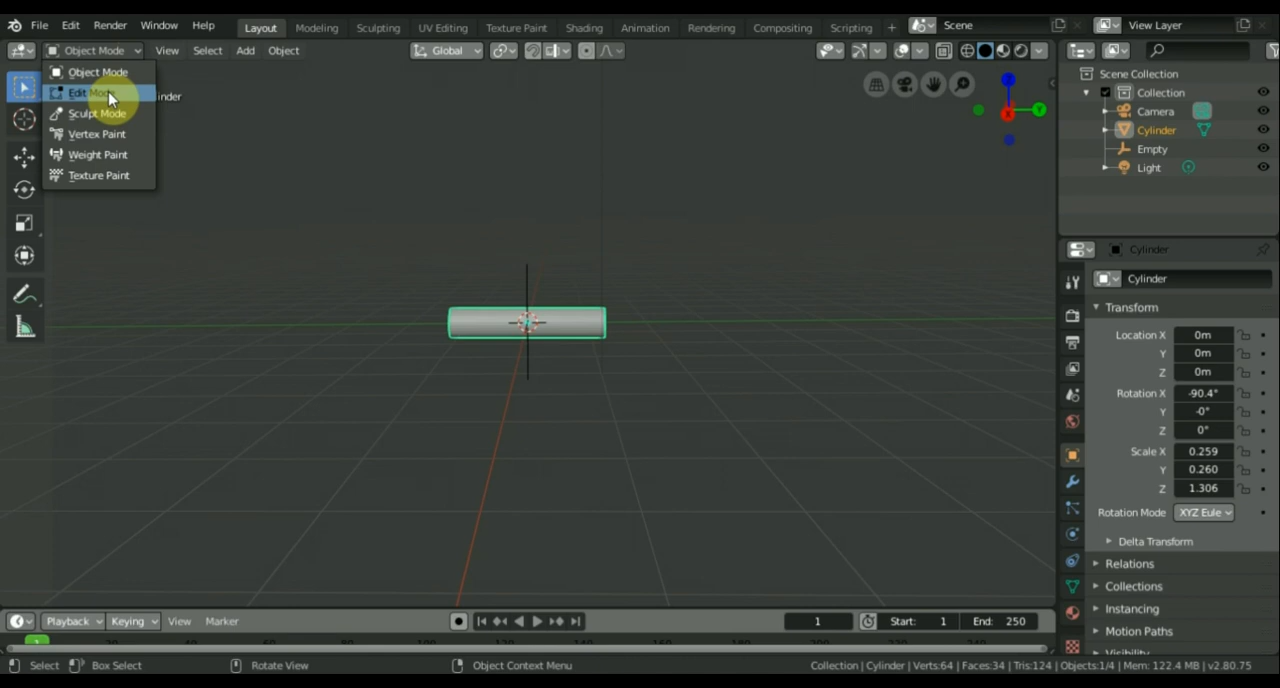 File Edit Render Window Help Layout Modeling Sculpting UV Editing Texture Paint Shading Animation Rendering Compositing Scripting + Scene View Layer
Object Mode View Select Add Object Global
Object Mode
Edit Mode
Sculpt Mode
Vertex Paint
Weight Paint
Texture Paint
Scene Collection
Collection
Camera
Cylinder
Empty
Light
Cylinder
Cylinder
Transform
Location X 0m
Y 0m
Z 0m
Rotation X -90.4°
Y -0°
Z 0°
Scale X 0.259
Y 0.260
Z 1.306
Rotation Mode XYZ Eule
Delta Transform
Relations
Collections
Instancing
Motion Paths
Visibility
Playback Keying View Marker 1 Start: 1 End: 250
1
Select Box Select Rotate View Object Context Menu Collection | Cylinder | Verts:64 | Faces:34 | Tris:124 | Objects:1/4 | Mem: 122.4 MB | v2.80.75